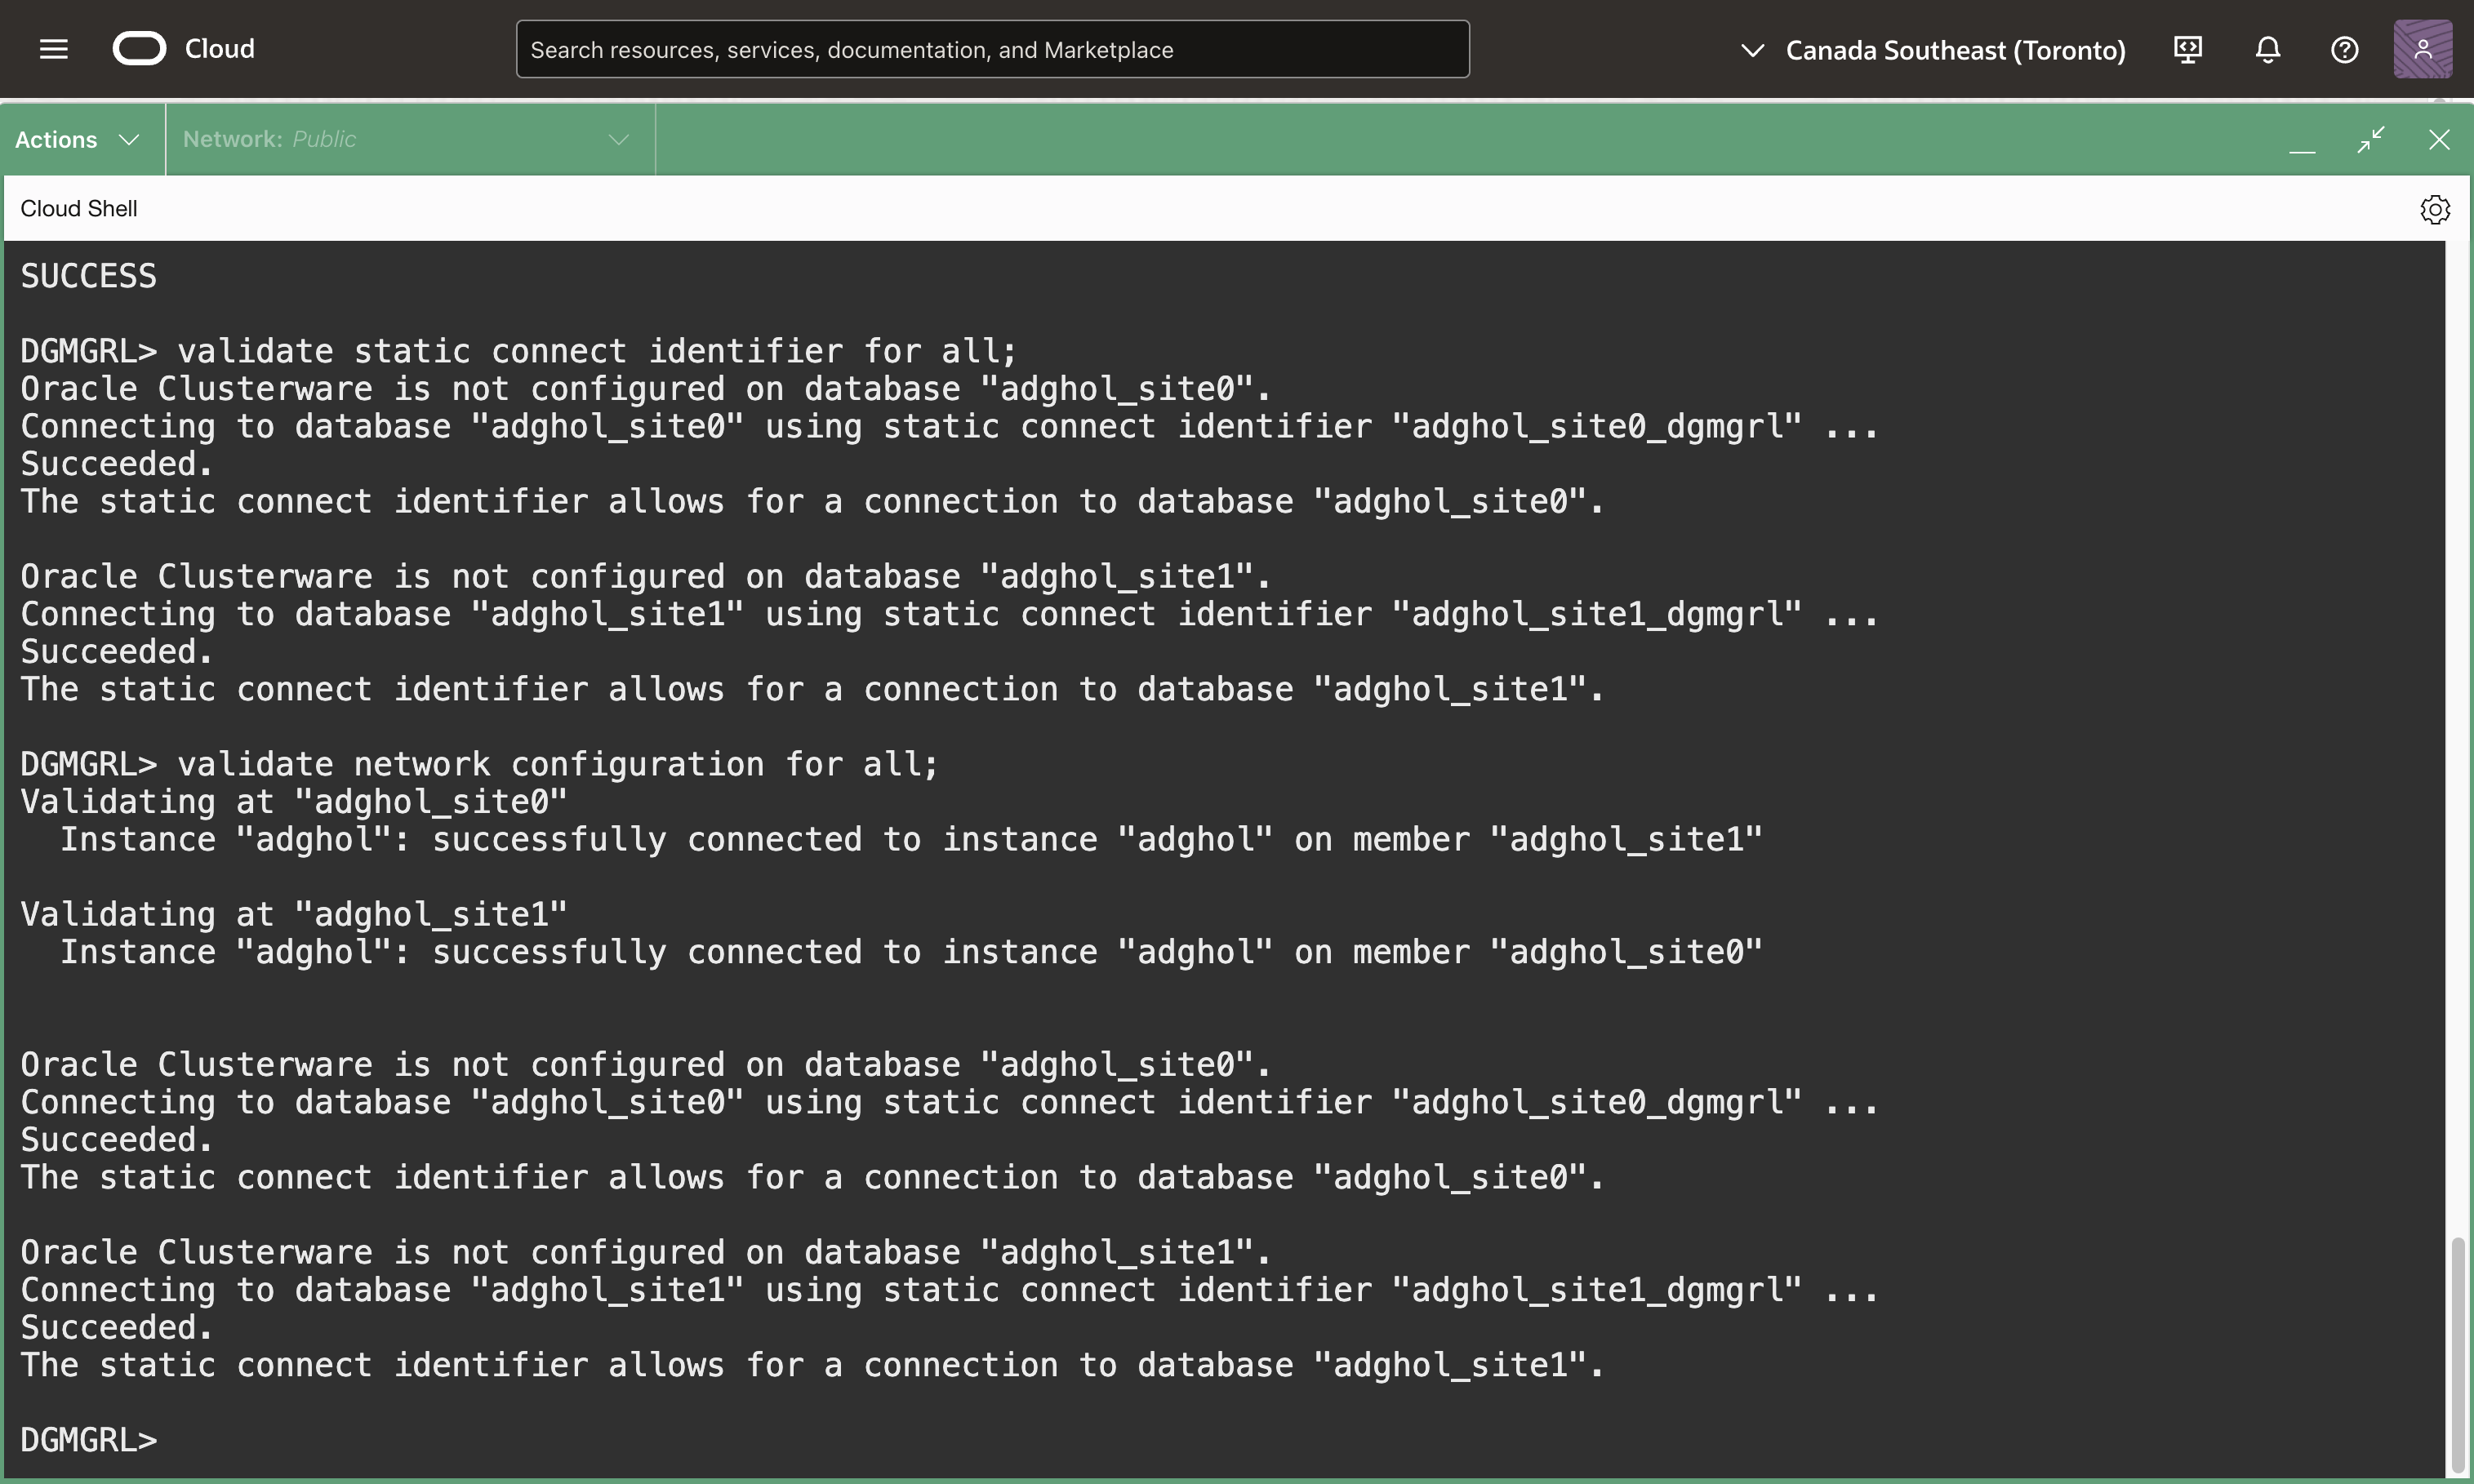 Cloud
Search resources, services, documentation, and Marketplace
Canada Southeast (Toronto)
Actions
Network: Public
Cloud Shell
SUCCESS
DGMGRL> validate static connect identifier for all;
Oracle Clusterware is not configured on database "adghol_site0".
Connecting to database "adghol_site0" using static connect identifier "adghol_site0_dgmgrl" ...
Succeeded.
The static connect identifier allows for a connection to database "adghol_site0".
Oracle Clusterware is not configured on database "adghol_site1".
Connecting to database "adghol_site1" using static connect identifier "adghol_site1_dgmgrl" ...
Succeeded.
The static connect identifier allows for a connection to database "adghol_site1".
DGMGRL> validate network configuration for all;
Validating at "adghol_site0"
  Instance "adghol": successfully connected to instance "adghol" on member "adghol_site1"
Validating at "adghol_site1"
  Instance "adghol": successfully connected to instance "adghol" on member "adghol_site0"
Oracle Clusterware is not configured on database "adghol_site0".
Connecting to database "adghol_site0" using static connect identifier "adghol_site0_dgmgrl" ...
Succeeded.
The static connect identifier allows for a connection to database "adghol_site0".
Oracle Clusterware is not configured on database "adghol_site1".
Connecting to database "adghol_site1" using static connect identifier "adghol_site1_dgmgrl" ...
Succeeded.
The static connect identifier allows for a connection to database "adghol_site1".
DGMGRL>